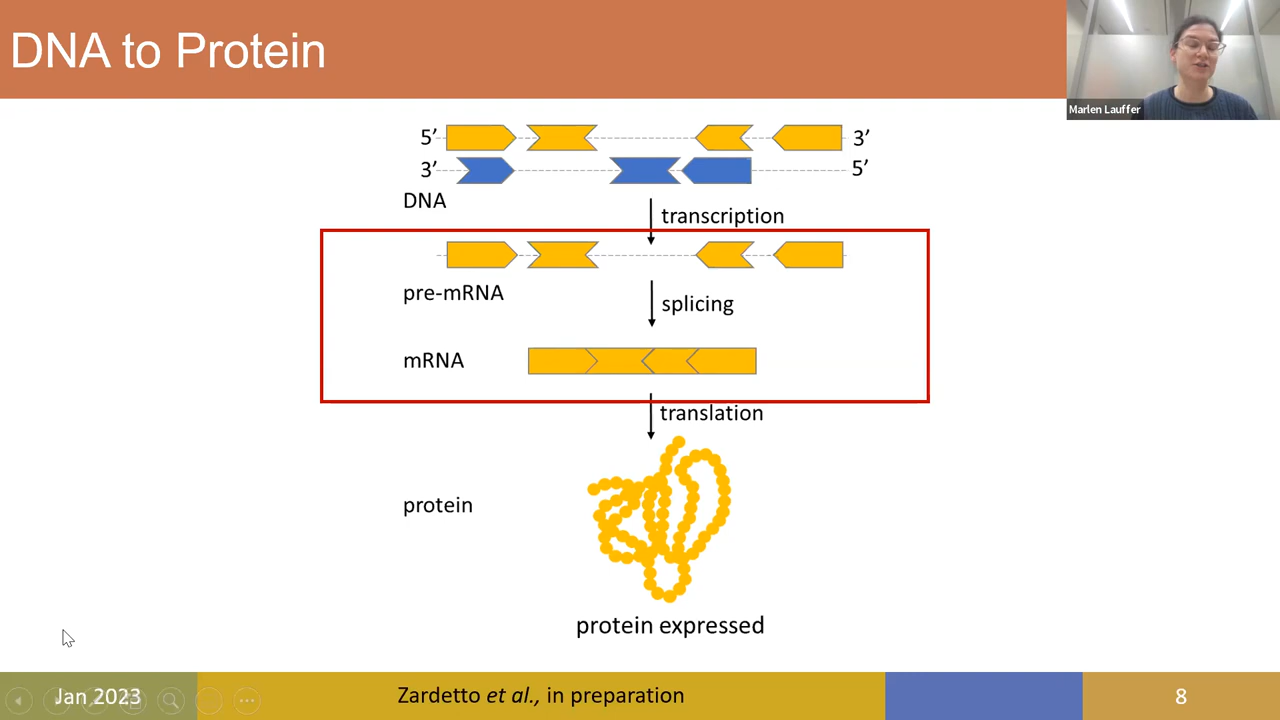 DNA to Protein
Marlen Lauffer
5’ 3’
3’ 5’
DNA
transcription
pre-mRNA
splicing
mRNA
translation
protein
protein expressed
Jan 2023
Zardetto et al., in preparation
8